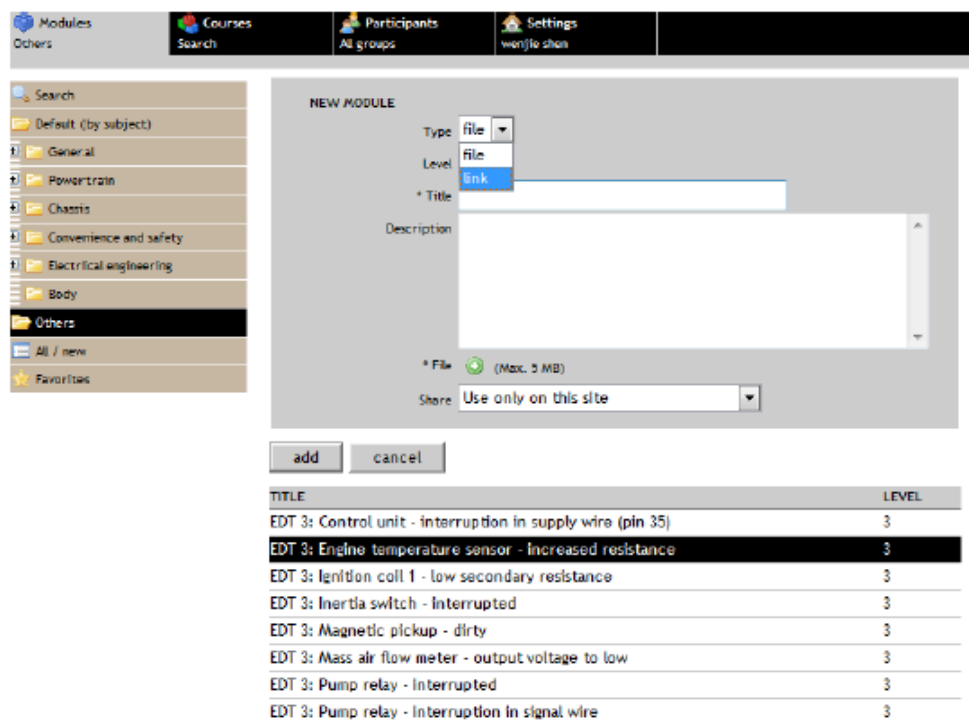 Modules
Others
Courses
Search
Participants
All groups
Settings
wenjie shen
Search
Default (by subject)
General
Powertrain
Chassis
Convenience and safety
Electrical engineering
Body
Others
All / new
Favorites
NEW MODULE
Type file
file
link
Level
* Title
Description
* File (Max. 5 MB)
Share Use only on this site
add cancel
TITLE LEVEL
EDT 3: Control unit - interruption in supply wire (pin 35) 3
EDT 3: Engine temperature sensor - increased resistance 3
EDT 3: Ignition coil 1 - low secondary resistance 3
EDT 3: Inertia switch - interrupted 3
EDT 3: Magnetic pickup - dirty 3
EDT 3: Mass air flow meter - output voltage to low 3
EDT 3: Pump relay - Interrupted 3
EDT 3: Pump relay - Interruption in signal wire 3